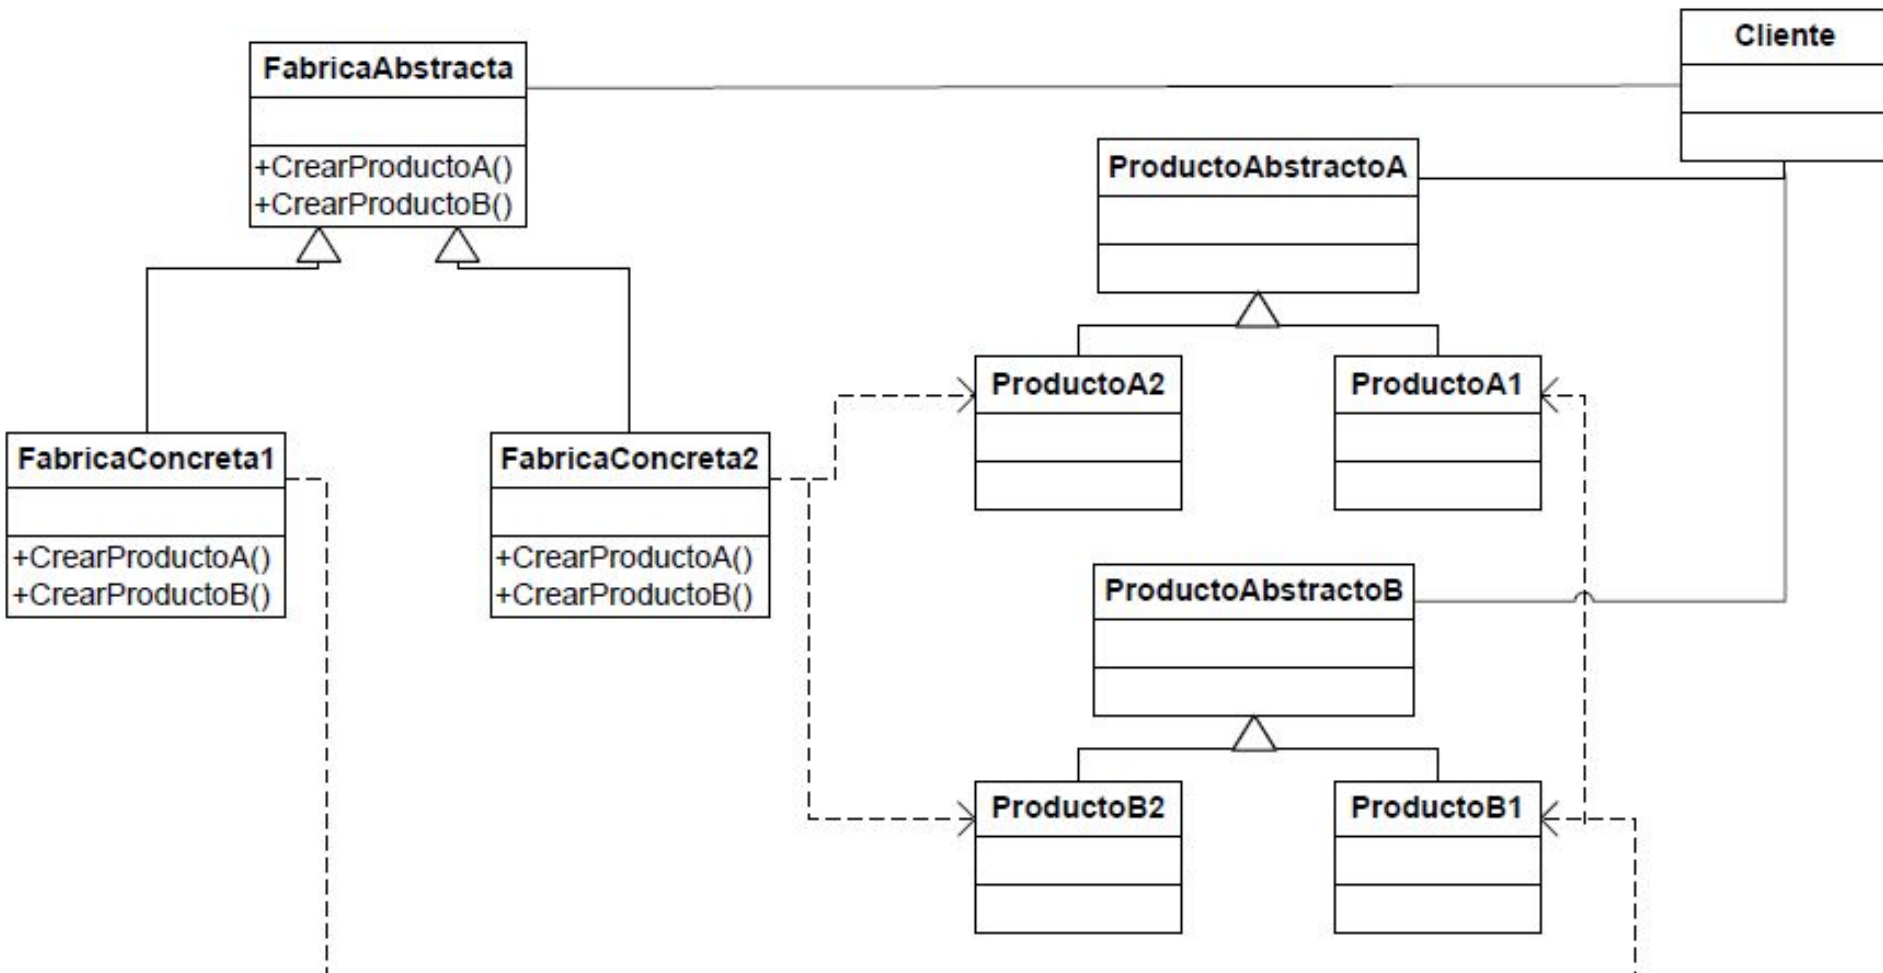 Cliente
FabricaAbstracta
+CrearProductoA()
+CrearProductoB()
ProductoAbstractoA
ProductoA2
ProductoA1
FabricaConcreta1
+CrearProductoA()
+CrearProductoB()
FabricaConcreta2
+CrearProductoA()
+CrearProductoB()
ProductoAbstractoB
ProductoB2
ProductoB1